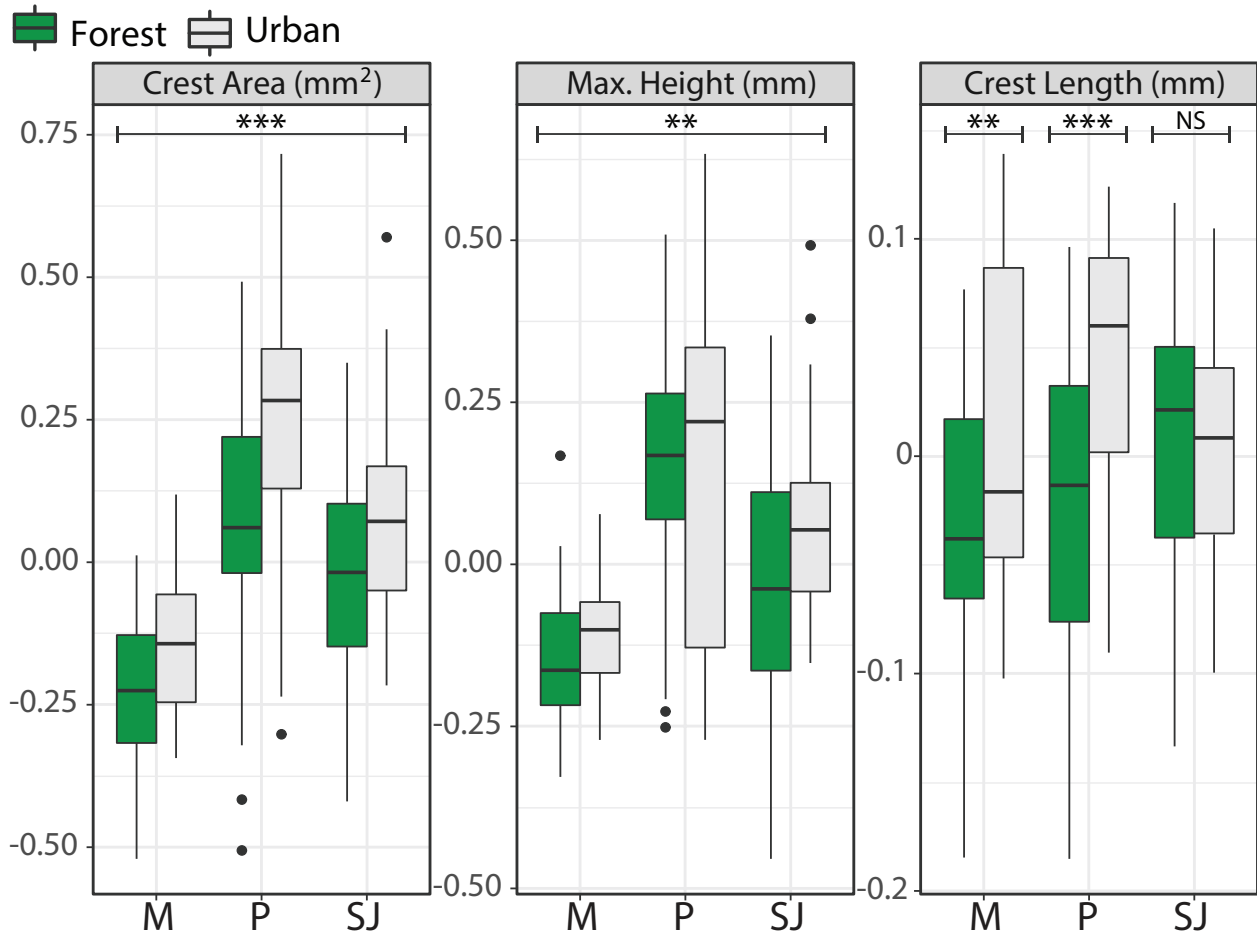 Forest Urban
Crest Area (mm²)
***
0.75
0.50
0.25
0.00
-0.25
-0.50
M P SJ
Max. Height (mm)
**
0.50
0.25
0.00
-0.25
-0.50
M P SJ
Crest Length (mm)
** *** NS
0.1
0
-0.1
-0.2
M P SJ